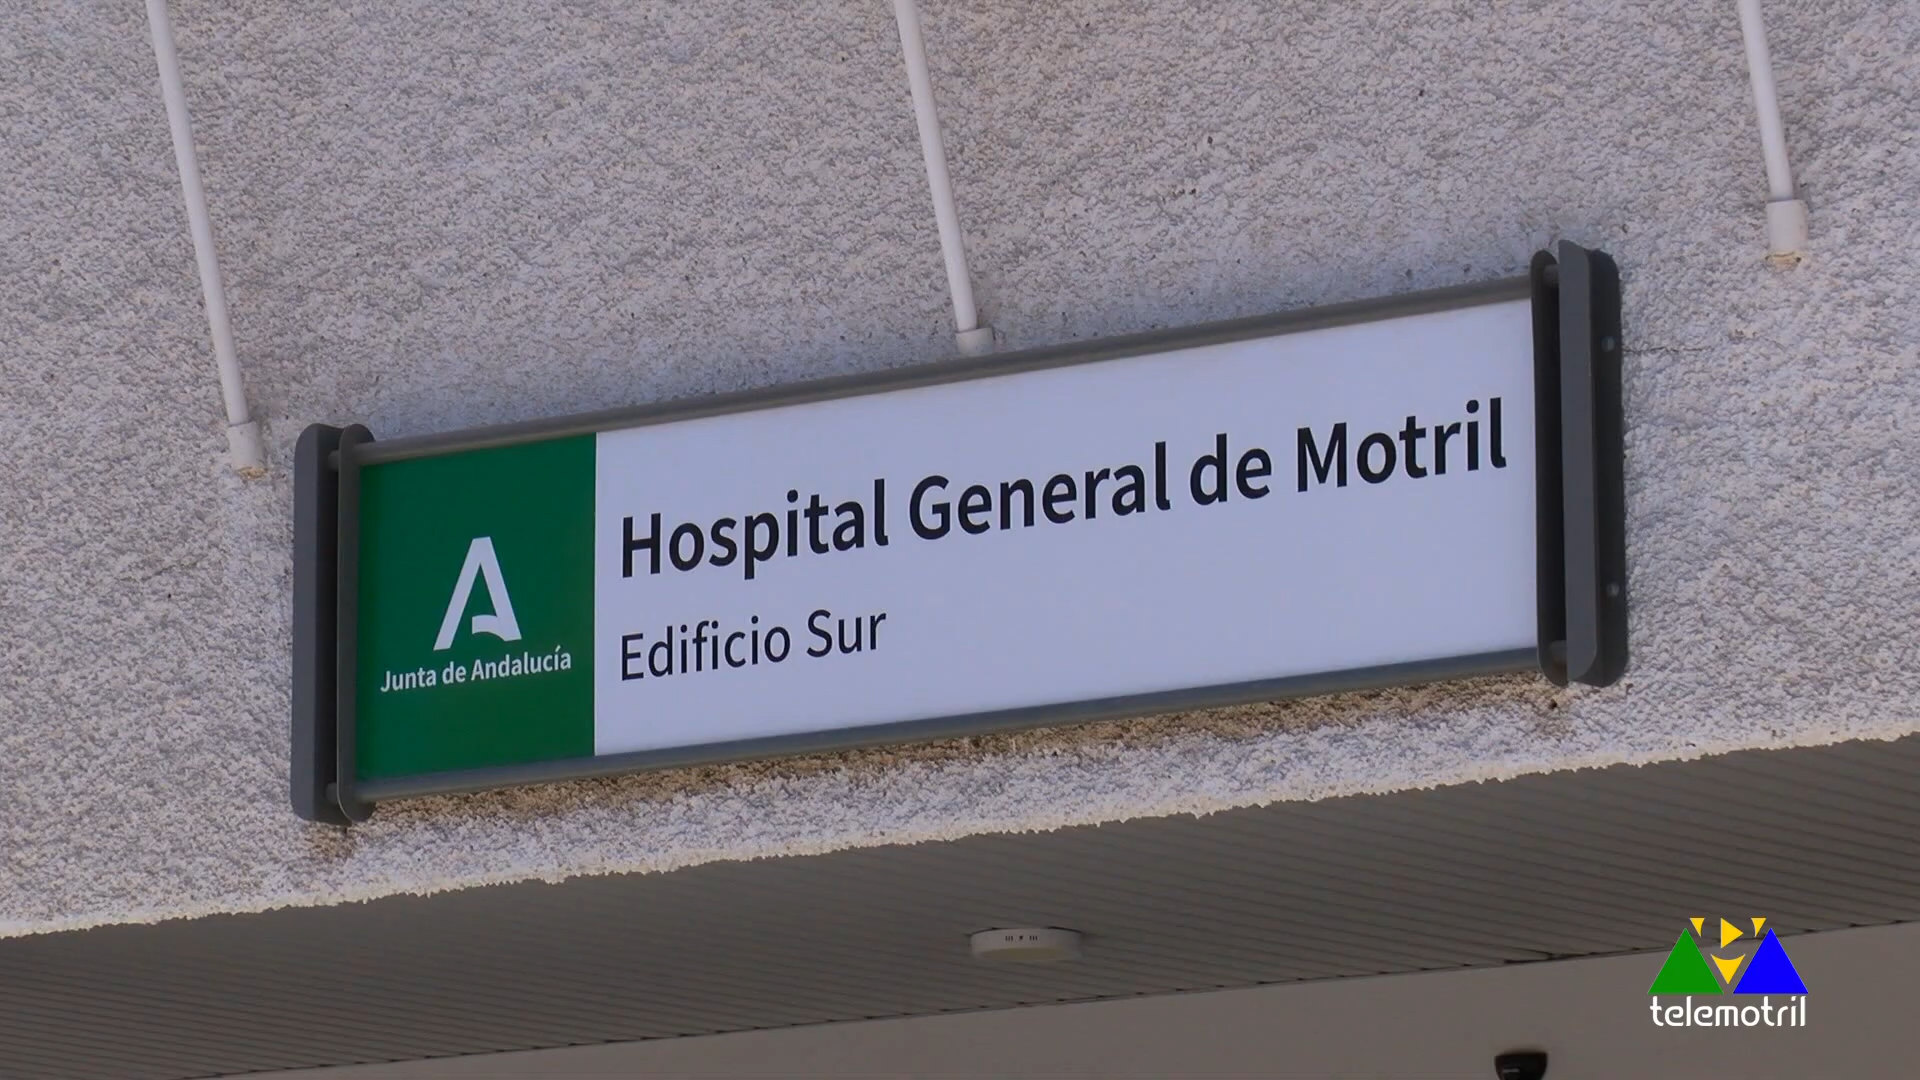 Hospital General de Motril
Edificio Sur
Junta de Andalucía
telemotril